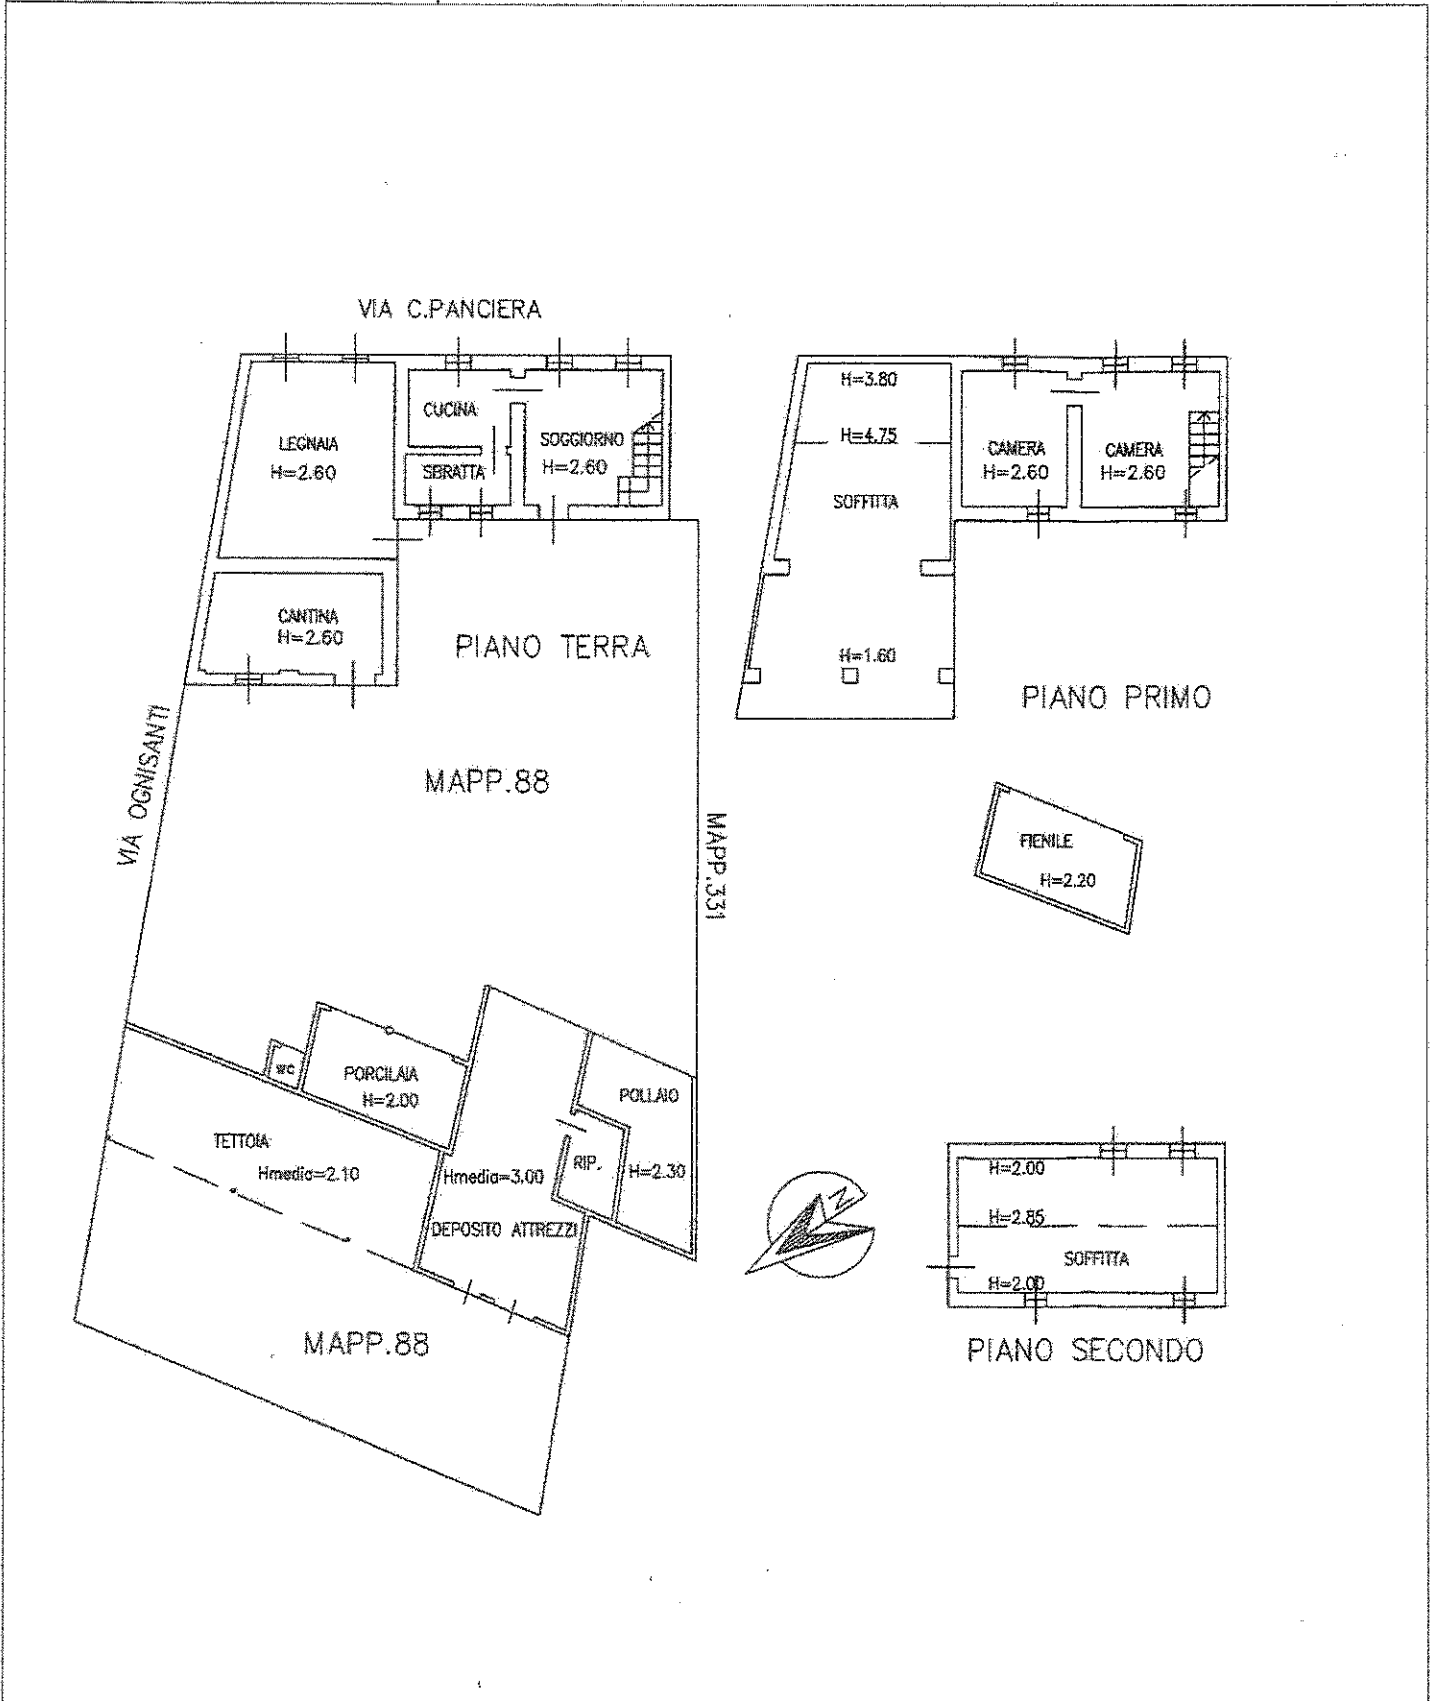 VIA C.PANCIERA
LEGNAIA
H=2.60
CUCINA
SBRATTA
SOGGIORNO
H=2.60
CANTINA
H=2.60
PIANO TERRA
VIA OGNISANTI
MAPP.88
MAPP.331
H=3.80
H=4.75
SOFFITTA
H=1.60
CAMERA
H=2.60
CAMERA
H=2.60
PIANO PRIMO
FIENILE
H=2.20
WC
PORCILAIA
H=2.00
POLLAIO
H=2.30
RIP.
TETTOIA
Hmedia=2.10
Hmedia=3.00
DEPOSITO ATTREZZI
MAPP.88
N
H=2.00
H=2.85
SOFFITTA
H=2.00
PIANO SECONDO